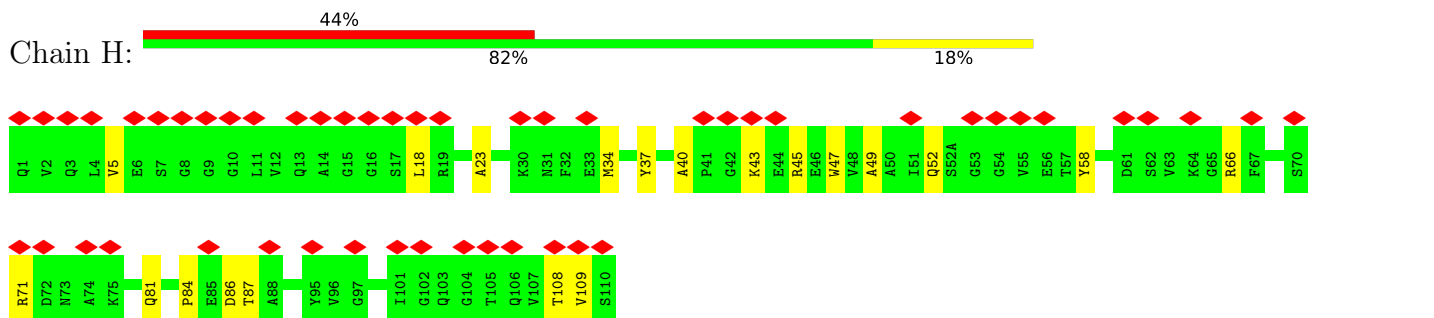 44%
Chain H:
82% 18%
Q1 V2 Q3 L4 V5 E6 S7 G8 G9 G10 L11 V12 Q13 A14 G15 G16 S17 L18 R19 A23 K30 N31 F32 E33 M34 Y37 A40 P41 G42 K43 E44 R45 E46 W47 V48 A49 A50 I51 Q52 S52A G53 G54 V55 E56 T57 Y58 D61 S62 V63 K64 G65 R66 F67 S70
R71 D72 N73 A74 K75 Q81 P84 E85 D86 T87 A88 Y95 V96 G97 I101 G102 Q103 G104 T105 Q106 V107 T108 V109 S110